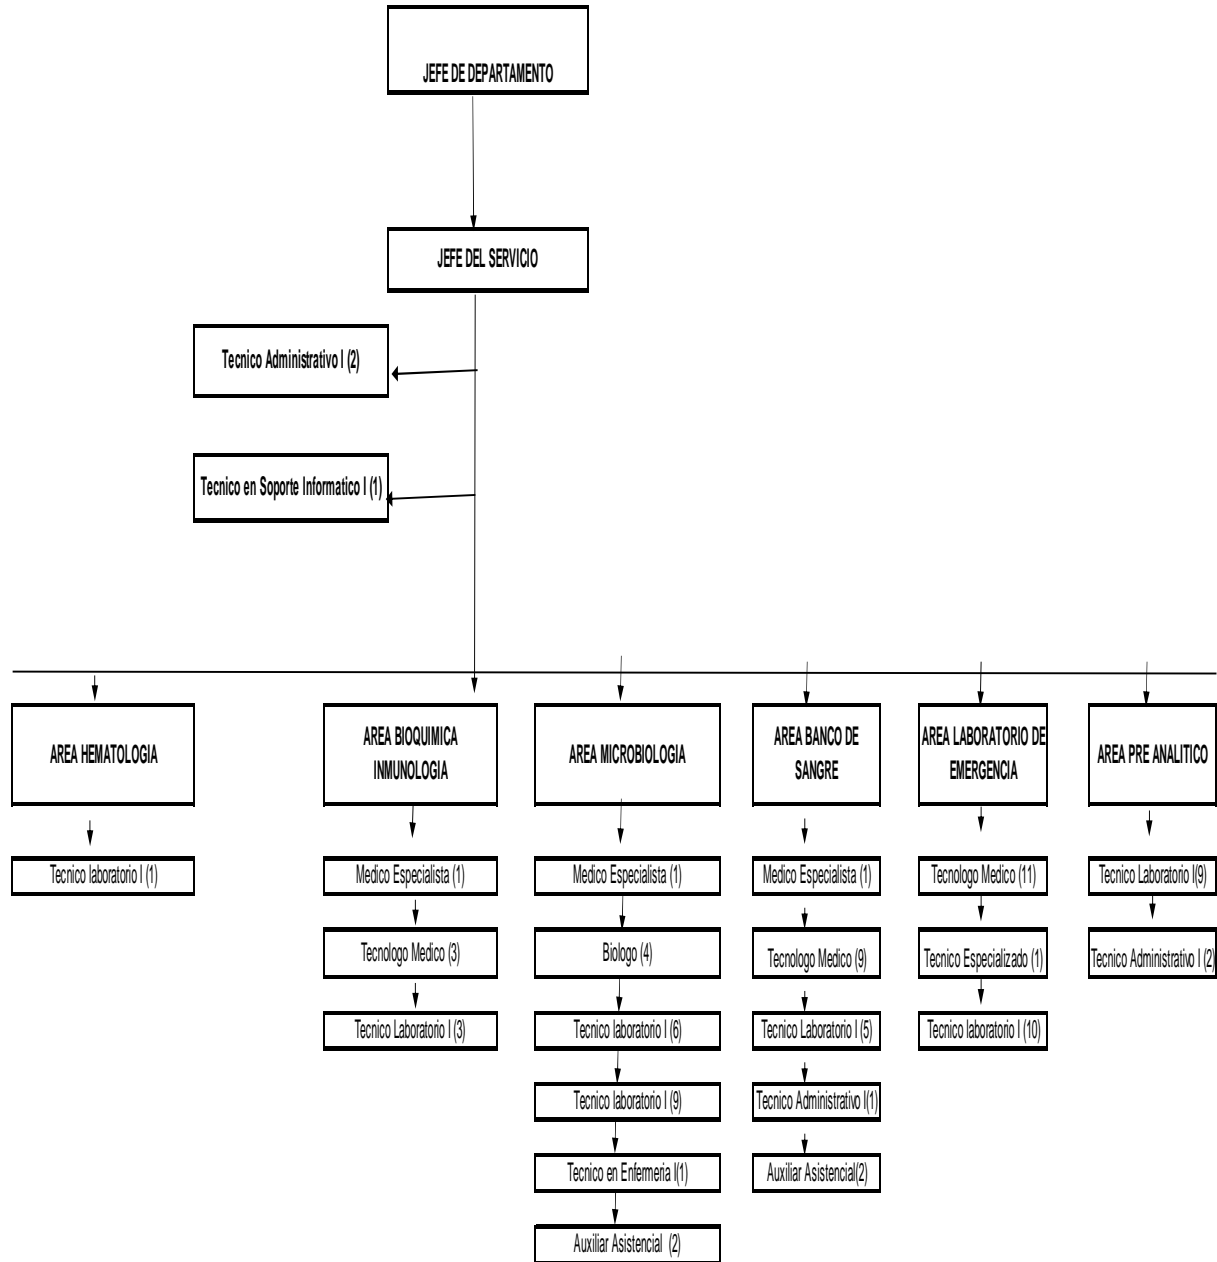 JEFE DE DEPARTAMENTO
JEFE DEL SERVICIO
Tecnico Administrativo I (2)
Tecnico en Soporte Informatico I (1)
AREA HEMATOLOGIA
Tecnico laboratorio I (1)
AREA BIOQUIMICA
INMUNOLOGIA
Medico Especialista (1)
Tecnologo Medico (3)
Tecnico Laboratorio I (3)
AREA MICROBIOLOGIA
Medico Especialista (1)
Biologo (4)
Tecnico laboratorio I (6)
Tecnico laboratorio I (9)
Tecnico en Enfermeria I(1)
Auxiliar Asistencial (2)
AREA BANCO DE
SANGRE
Medico Especialista (1)
Tecnologo Medico (9)
Tecnico Laboratorio I (5)
Tecnico Administrativo I(1)
Auxiliar Asistencial(2)
AREA LABORATORIO DE
EMERGENCIA
Tecnologo Medico (11)
Tecnico Especializado (1)
Tecnico laboratorio I (10)
AREA PRE ANALITICO
Tecnico Laboratorio I(9)
Tecnico Administrativo I (2)